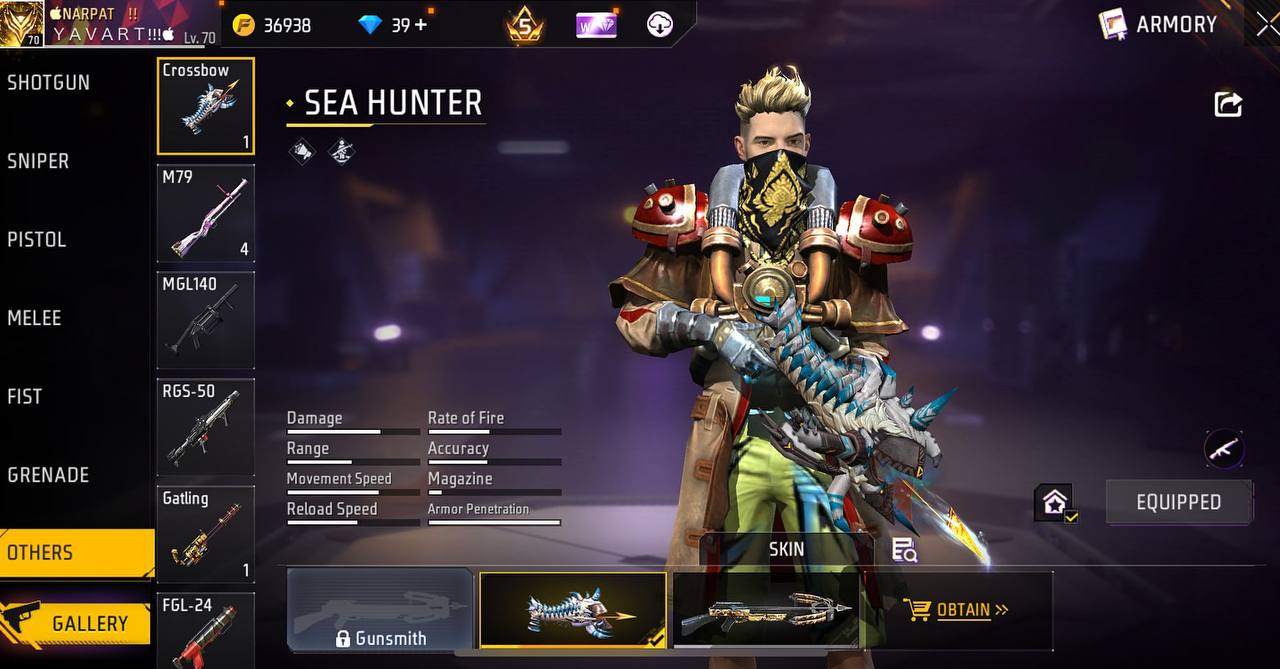 NARPAT !!
YAVART!!!
70
Lv. 70
36938
39 +
5
W
ARMORY
SHOTGUN
SNIPER
PISTOL
MELEE
FIST
GRENADE
OTHERS
GALLERY
Crossbow
1
M79
4
MGL140
RGS-50
Gatling
1
FGL-24
SEA HUNTER
Damage
Rate of Fire
Range
Accuracy
Movement Speed
Magazine
Reload Speed
Armor Penetration
EQUIPPED
SKIN
Gunsmith
OBTAIN >>